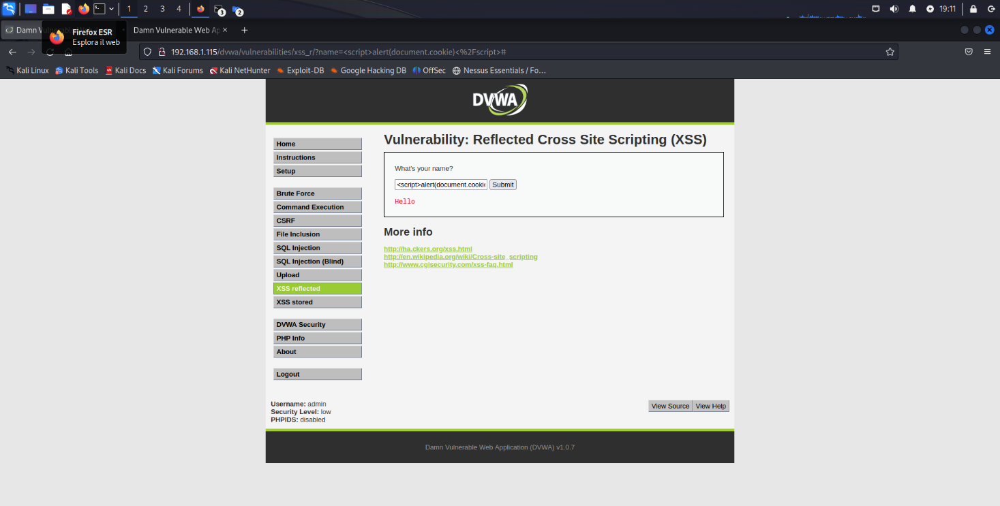 1 2 3 4 3 2 19:11
Damn Vulnerable Web Ap
Firefox ESR
Esplora il web
192.168.1.115/dvwa/vulnerabilities/xss_r/?name=<script>alert(document.cookie)<%2Fscript>#
Kali Linux Kali Tools Kali Docs Kali Forums Kali NetHunter Exploit-DB Google Hacking DB OffSec Nessus Essentials / Fo…
DVWA
Home
Instructions
Setup
Brute Force
Command Execution
CSRF
File Inclusion
SQL Injection
SQL Injection (Blind)
Upload
XSS reflected
XSS stored
DVWA Security
PHP Info
About
Logout
Vulnerability: Reflected Cross Site Scripting (XSS)
What's your name?
<script>alert(document.cookie Submit
Hello
More info
http://ha.ckers.org/xss.html
http://en.wikipedia.org/wiki/Cross-site_scripting
http://www.cgisecurity.com/xss-faq.html
Username: admin
Security Level: low
PHPIDS: disabled
View Source View Help
Damn Vulnerable Web Application (DVWA) v1.0.7